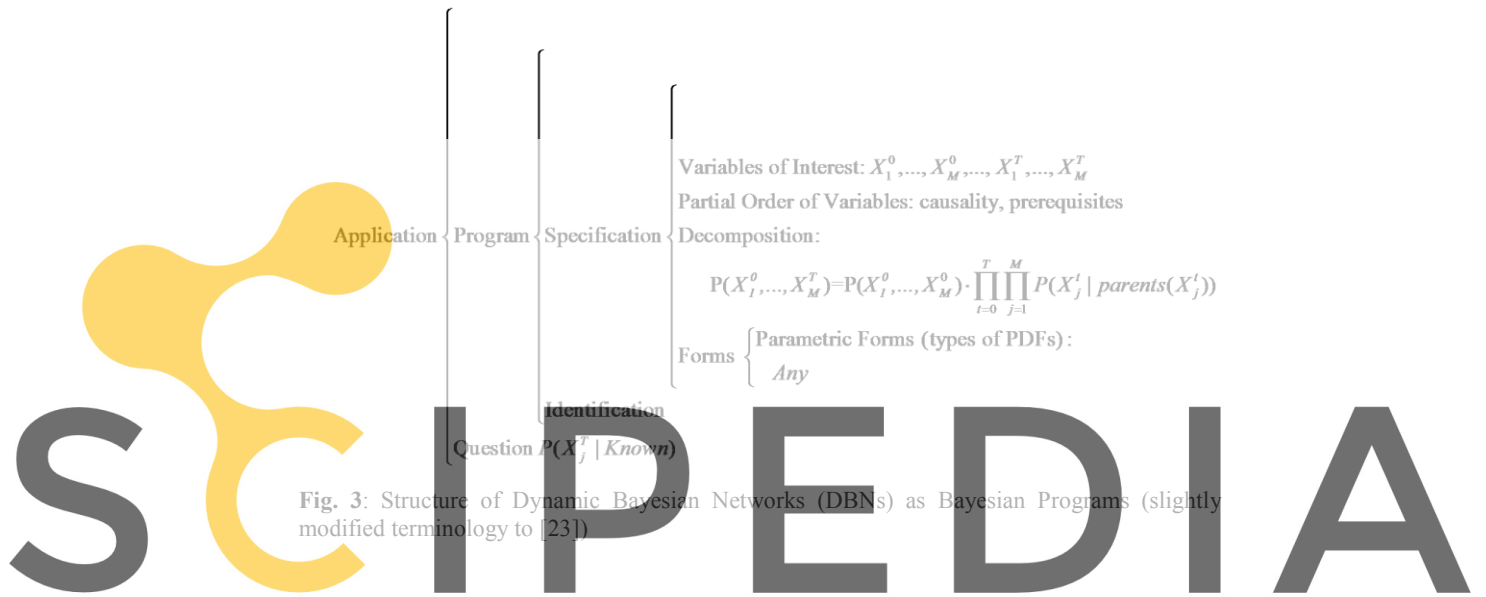 Variables of Interest: X_1^0,..., X_M^0,..., X_1^T,..., X_M^T
Partial Order of Variables: causality, prerequisites
Application { Program { Specification { Decomposition:
P(X_I^0,..., X_M^T)=P(X_I^0,..., X_M^0)·∏_{t=0}^{T} ∏_{j=1}^{M} P(X_j^t | parents(X_j^t))
Forms { Parametric Forms (types of PDFs):
Any
Identification
Question P(X_j^T | Known)
Fig. 3: Structure of Dynamic Bayesian Networks (DBNs) as Bayesian Programs (slightly
modified terminology to [23])
SCIPEDIA